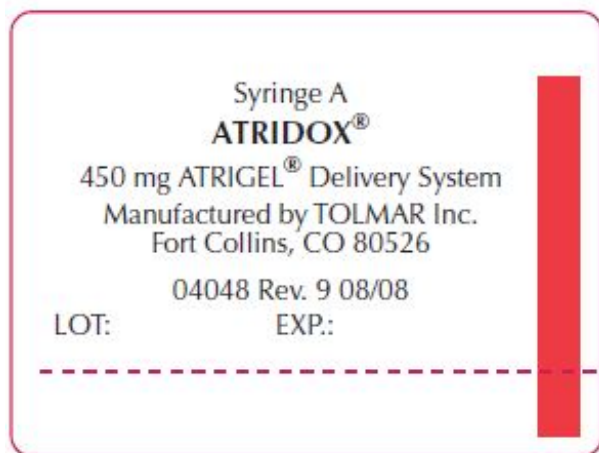 Syringe A
ATRIDOX®
450 mg ATRIGEL® Delivery System
Manufactured by TOLMAR Inc.
Fort Collins, CO 80526
04048 Rev. 9 08/08
LOT: EXP.: